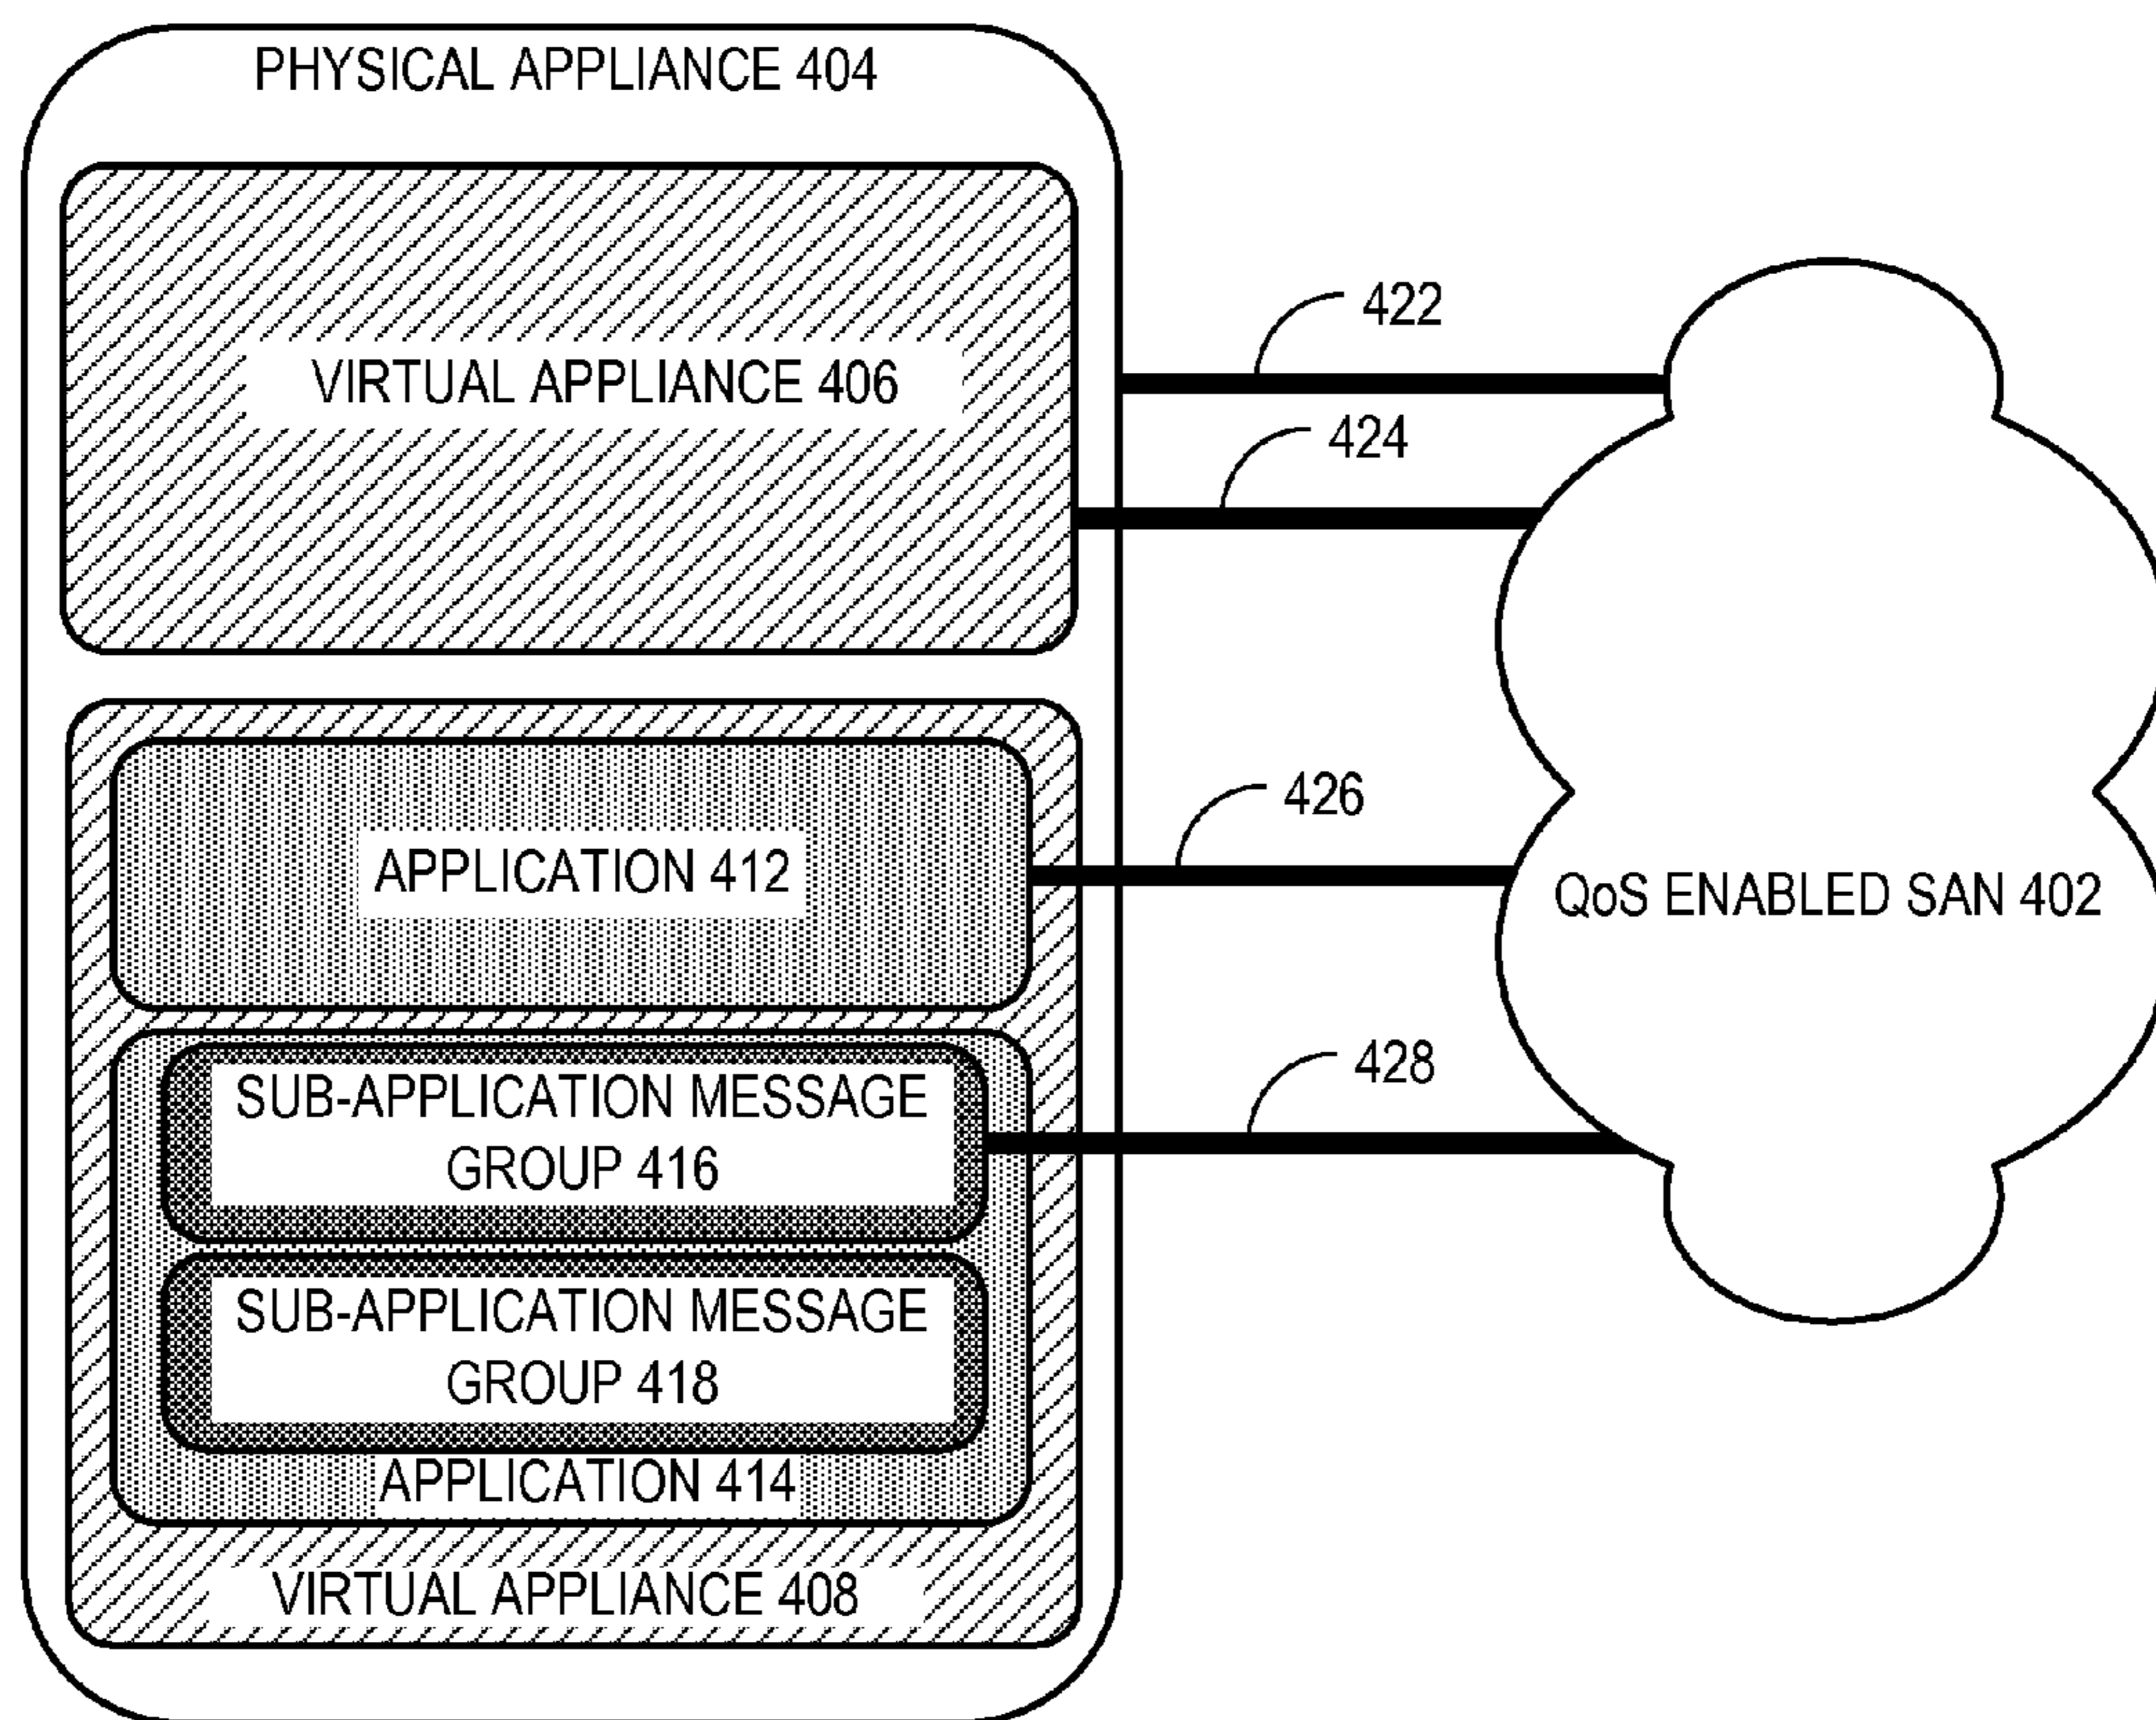 PHYSICAL APPLIANCE 404
VIRTUAL APPLIANCE 406
422
424
APPLICATION 412
426
QoS ENABLED SAN 402
SUB-APPLICATION MESSAGE
GROUP 416
428
SUB-APPLICATION MESSAGE
GROUP 418
APPLICATION 414
VIRTUAL APPLIANCE 408